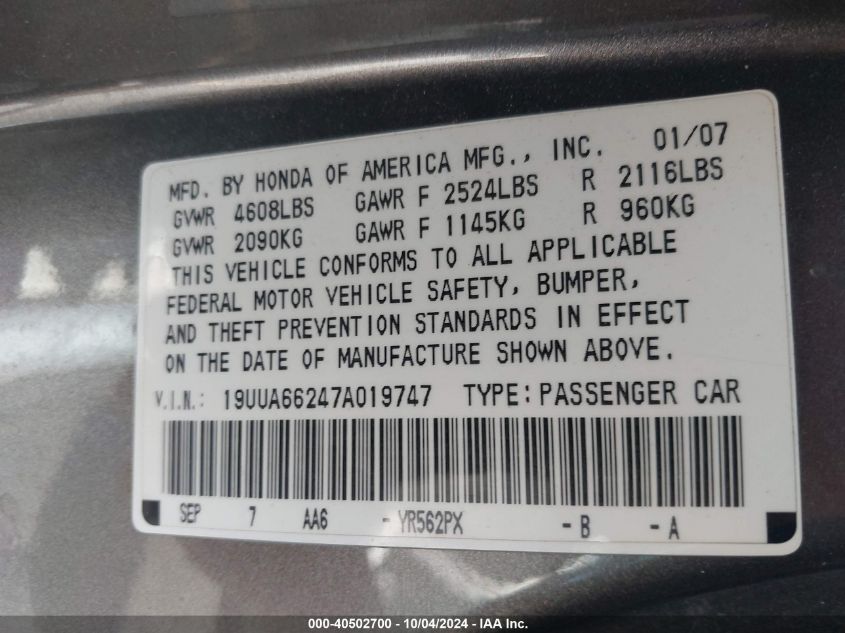 MFD. BY HONDA OF AMERICA MFG., INC. 01/07
GVWR 4608LBS GAWR F 2524LBS R 2116LBS
GVWR 2090KG GAWR F 1145KG R 960KG
THIS VEHICLE CONFORMS TO ALL APPLICABLE
FEDERAL MOTOR VEHICLE SAFETY, BUMPER,
AND THEFT PREVENTION STANDARDS IN EFFECT
ON THE DATE OF MANUFACTURE SHOWN ABOVE.
V.I.N.: 19UUA66247A019747 TYPE: PASSENGER CAR
SEP 7 AA6 - YR562PX - B - A
000-40502700 - 10/04/2024 - IAA Inc.